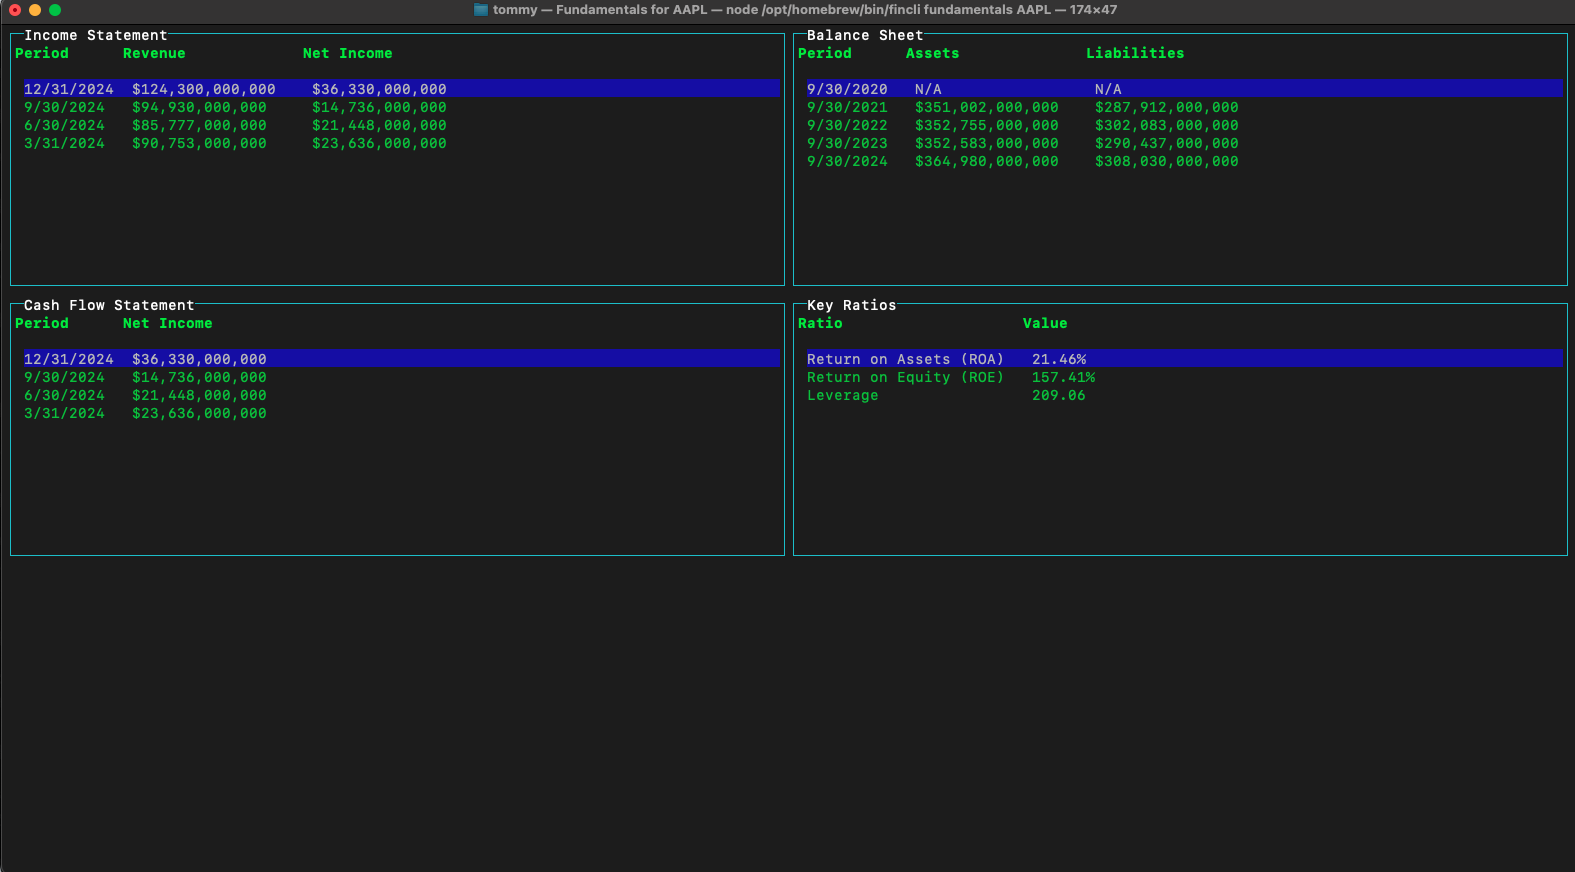 tommy — Fundamentals for AAPL — node /opt/homebrew/bin/fincli fundamentals AAPL — 174×47
Income Statement
Period Revenue Net Income
12/31/2024 $124,300,000,000 $36,330,000,000
9/30/2024 $94,930,000,000 $14,736,000,000
6/30/2024 $85,777,000,000 $21,448,000,000
3/31/2024 $90,753,000,000 $23,636,000,000
Balance Sheet
Period Assets Liabilities
9/30/2020 N/A N/A
9/30/2021 $351,002,000,000 $287,912,000,000
9/30/2022 $352,755,000,000 $302,083,000,000
9/30/2023 $352,583,000,000 $290,437,000,000
9/30/2024 $364,980,000,000 $308,030,000,000
Cash Flow Statement
Period Net Income
12/31/2024 $36,330,000,000
9/30/2024 $14,736,000,000
6/30/2024 $21,448,000,000
3/31/2024 $23,636,000,000
Key Ratios
Ratio Value
Return on Assets (ROA) 21.46%
Return on Equity (ROE) 157.41%
Leverage 209.06